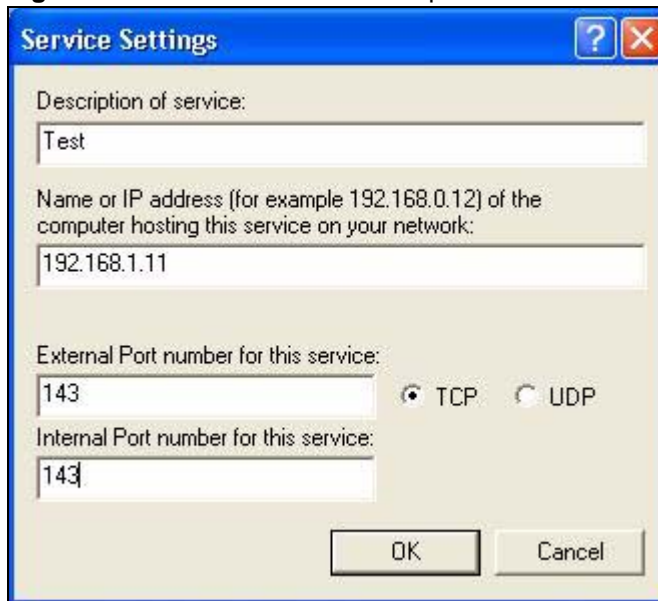 Service Settings
Description of service:
Test
Name or IP address (for example 192.168.0.12) of the
computer hosting this service on your network:
192.168.1.11
External Port number for this service:
143
TCP
UDP
Internal Port number for this service:
143
OK
Cancel